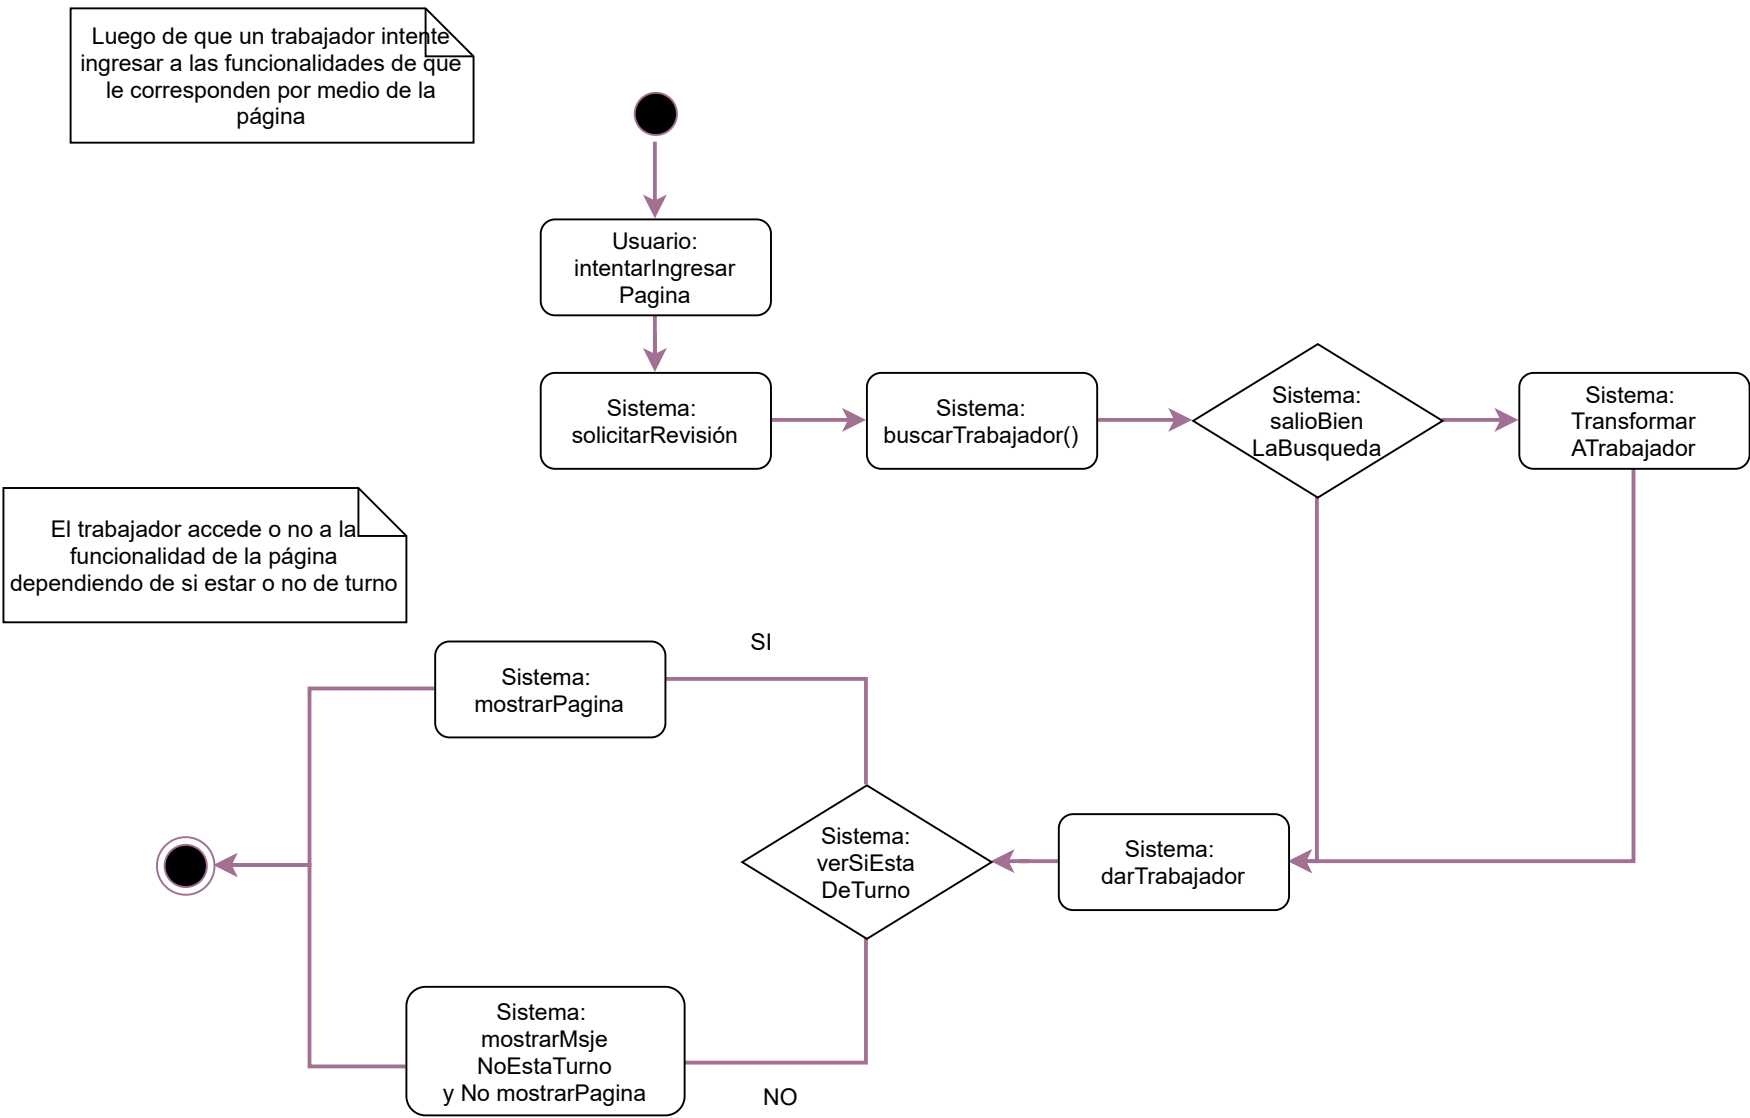 Luego de que un trabajador intente
ingresar a las funcionalidades de que
le corresponden por medio de la
página
Usuario:
intentarIngresar
Pagina
Sistema:
solicitarRevisión
Sistema:
buscarTrabajador()
Sistema:
salioBien
LaBusqueda
Sistema:
Transformar
ATrabajador
El trabajador accede o no a la
funcionalidad de la página
dependiendo de si estar o no de turno
SI
Sistema:
mostrarPagina
Sistema:
verSiEsta
DeTurno
Sistema:
darTrabajador
Sistema:
mostrarMsje
NoEstaTurno
y No mostrarPagina
NO